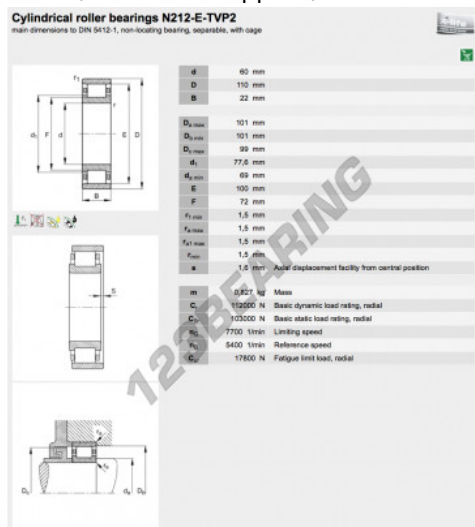 Cylindrical roller bearings N212-E-TVP2
main dimensions to DIN 5412-1, non-locating bearing, separable, with cage
d 60 mm
D 110 mm
B 22 mm
Da max 101 mm
Db min 101 mm
Dc max 99 mm
d1 77,6 mm
da min 69 mm
E 100 mm
F 72 mm
r1 min 1,5 mm
ra max 1,5 mm
ra1 max 1,5 mm
rmin 1,5 mm
s 1,6 mm Axial displacement facility from central position
m 0,827 kg Mass
112000 N Basic dynamic load rating, radial
103000 N Basic static load rating, radial
nG 7700 1/min Limiting speed
5400 1/min Reference speed
17800 N Fatigue limit load, radial
r1
r
d1 F d E D
B
S
123BEARING